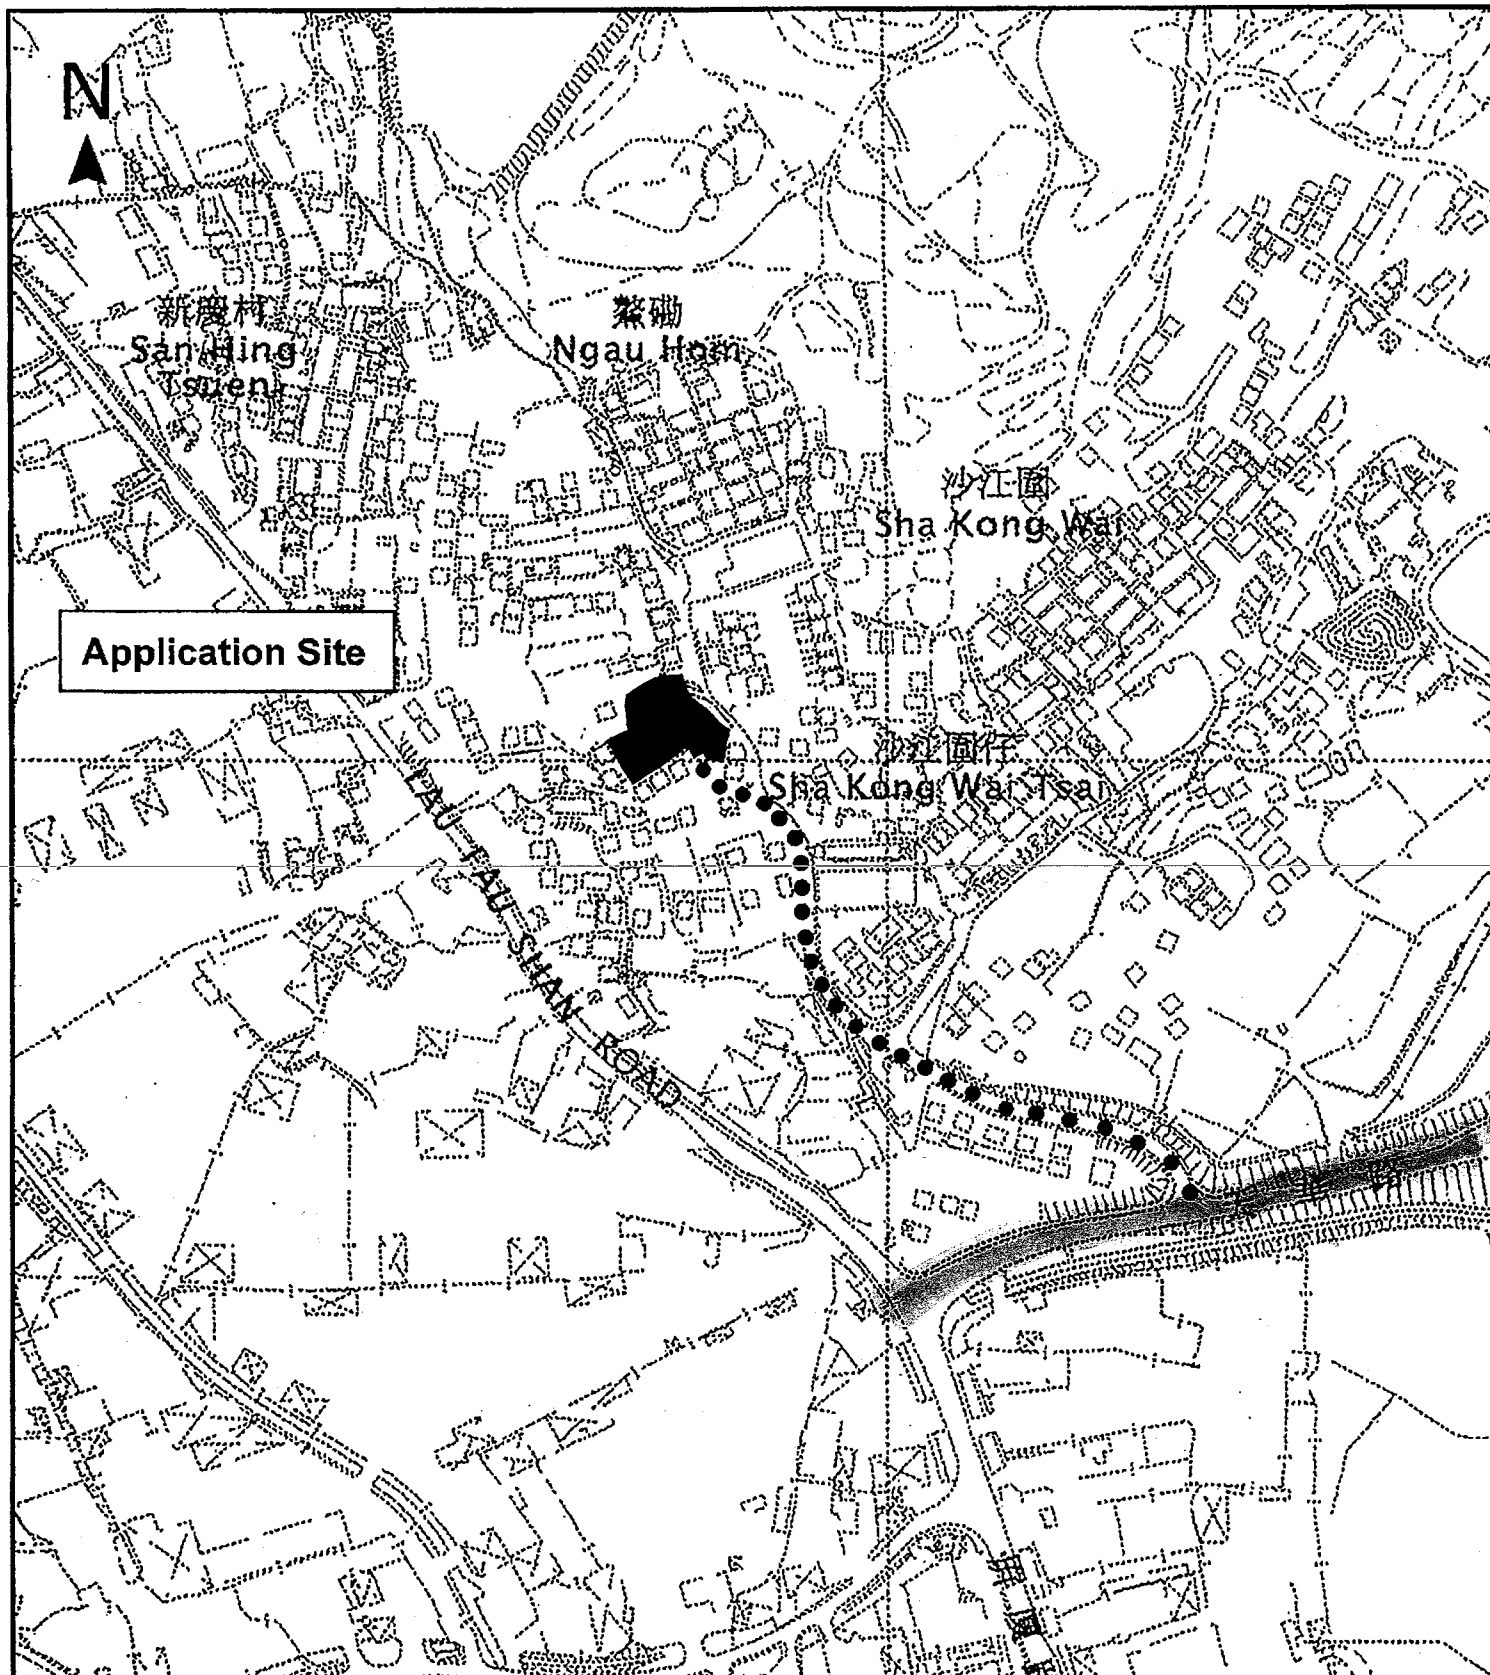 N
新慶村
San Hing
Tsuen
鰲磡
Ngau Hom
沙江圍
Sha Kong Wai
Application Site
沙江圍仔
Sha Kong Wai Tsai
LAU FAU SHAN ROAD